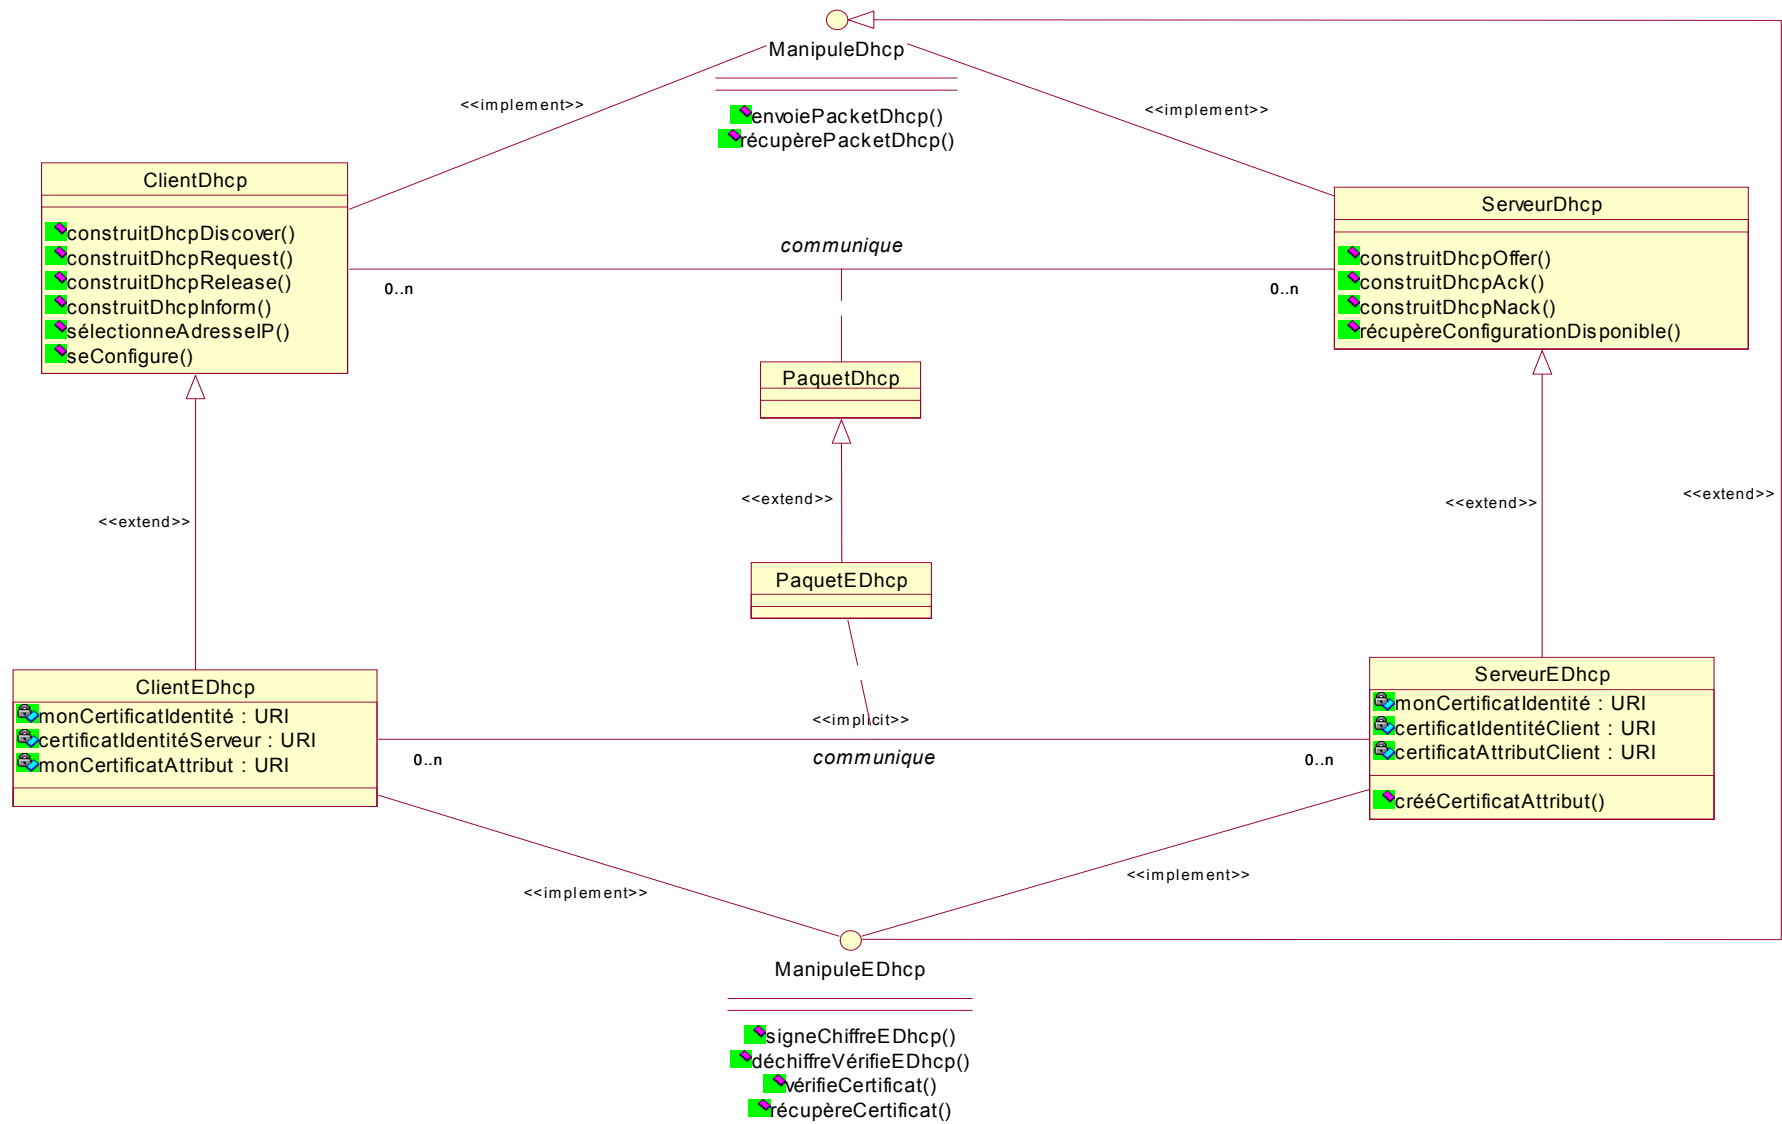 ManipuleDhcp
envoiePacketDhcp()
récupèrePacketDhcp()
<<implement>>
<<implement>>
ClientDhcp
construitDhcpDiscover()
construitDhcpRequest()
construitDhcpRelease()
construitDhcpInform()
sélectionneAdresseIP()
seConfigure()
ServeurDhcp
construitDhcpOffer()
construitDhcpAck()
construitDhcpNack()
récupèreConfigurationDisponible()
communique
0..n
0..n
PaquetDhcp
<<extend>>
<<extend>>
<<extend>>
<<extend>>
PaquetEDhcp
ClientEDhcp
monCertificatIdentité : URI
certificatIdentitéServeur : URI
monCertificatAttribut : URI
ServeurEDhcp
monCertificatIdentité : URI
certificatIdentitéClient : URI
certificatAttributClient : URI
crééCertificatAttribut()
<<implicit>>
communique
0..n
0..n
<<implement>>
<<implement>>
ManipuleEDhcp
signeChiffreEDhcp()
déchiffreVérifieEDhcp()
vérifieCertificat()
récupèreCertificat()